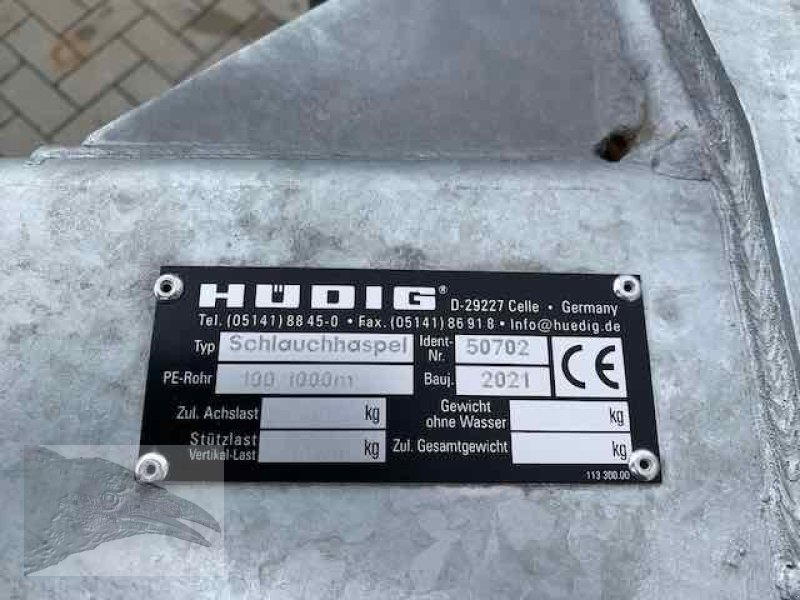 HÜDIG® D-29227 Celle • Germany
Tel. (05141) 88 45-0 • Fax. (05141) 86 91 8 • Info@huedig.de
Typ Schlauchhaspel Ident-Nr. 50702 CE
PE-Rohr 100 1000m Bauj. 2021
Zul. Achslast kg Gewicht ohne Wasser kg
Stützlast Vertikal-Last kg Zul. Gesamtgewicht kg
113 300.00